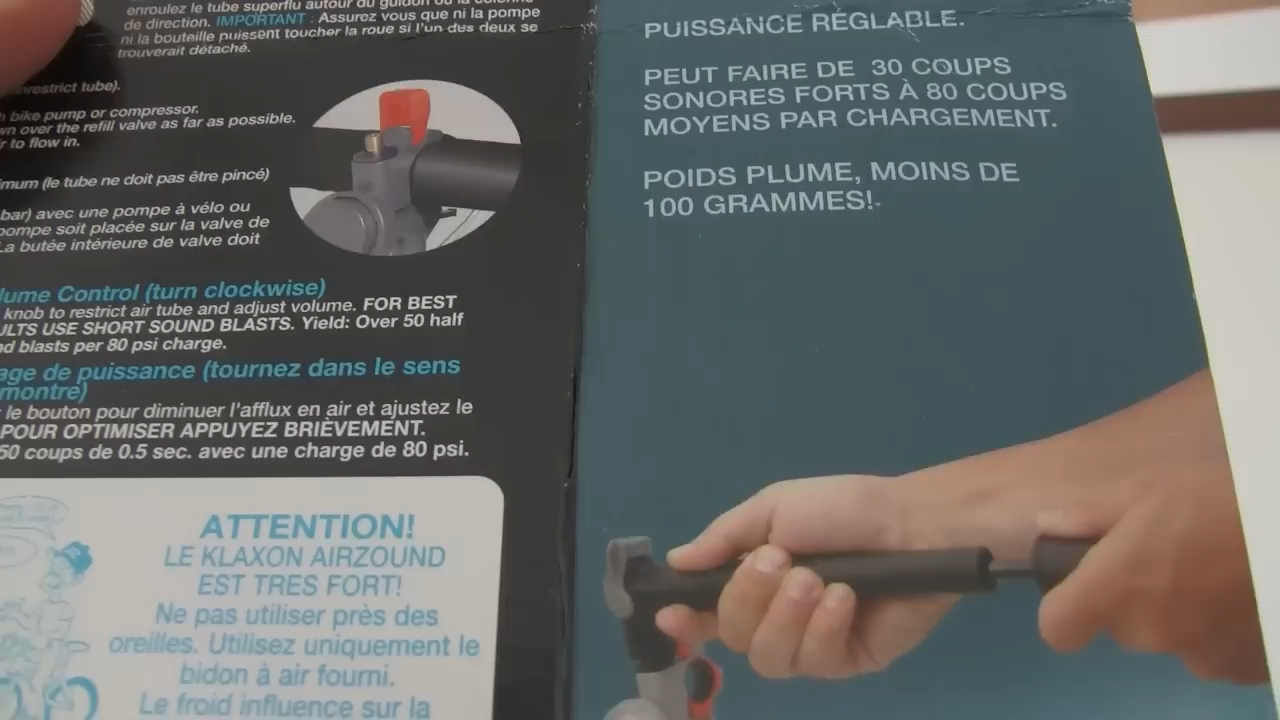 enroulez le tube superflu autour du guidon ou la colonne
de direction. IMPORTANT : Assurez vous que ni la pompe
ni la bouteille puissent toucher la roue si l'un des deux se
trouverait détaché.
restrict tube).
bike pump or compressor.
over the refill valve as far as possible.
to flow in.
(le tube ne doit pas être pincé)
bar) avec une pompe à vélo ou
pompe soit placée sur la valve de
La butée intérieure de valve doit
Control (turn clockwise)
knob to restrict air tube and adjust volume. FOR BEST
USE SHORT SOUND BLASTS. Yield: Over 50 half
blasts per 80 psi charge.
de puissance (tournez dans le sens
montre)
le bouton pour diminuer l'afflux en air et ajustez le
POUR OPTIMISER APPUYEZ BRIÈVEMENT.
50 coups de 0.5 sec. avec une charge de 80 psi.
ATTENTION!
LE KLAXON AIRZOUND
EST TRES FORT!
Ne pas utiliser près des
oreilles. Utilisez uniquement le
bidon à air fourni.
Le froid influence sur la
PUISSANCE RÉGLABLE.
PEUT FAIRE DE 30 COUPS
SONORES FORTS À 80 COUPS
MOYENS PAR CHARGEMENT.
POIDS PLUME, MOINS DE
100 GRAMMES!